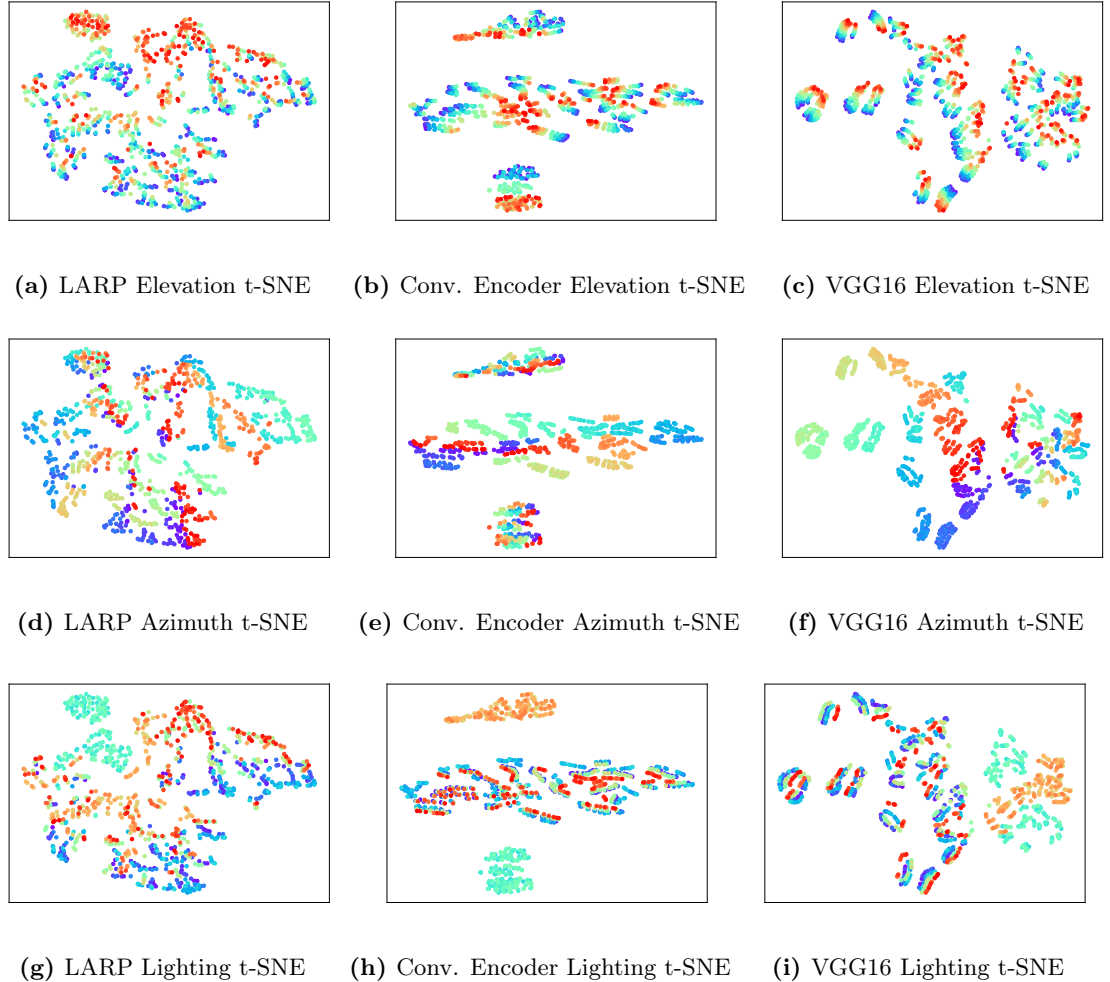 (a) LARP Elevation t-SNE
(b) Conv. Encoder Elevation t-SNE
(c) VGG16 Elevation t-SNE
(d) LARP Azimuth t-SNE
(e) Conv. Encoder Azimuth t-SNE
(f) VGG16 Azimuth t-SNE
(g) LARP Lighting t-SNE
(h) Conv. Encoder Lighting t-SNE
(i) VGG16 Lighting t-SNE